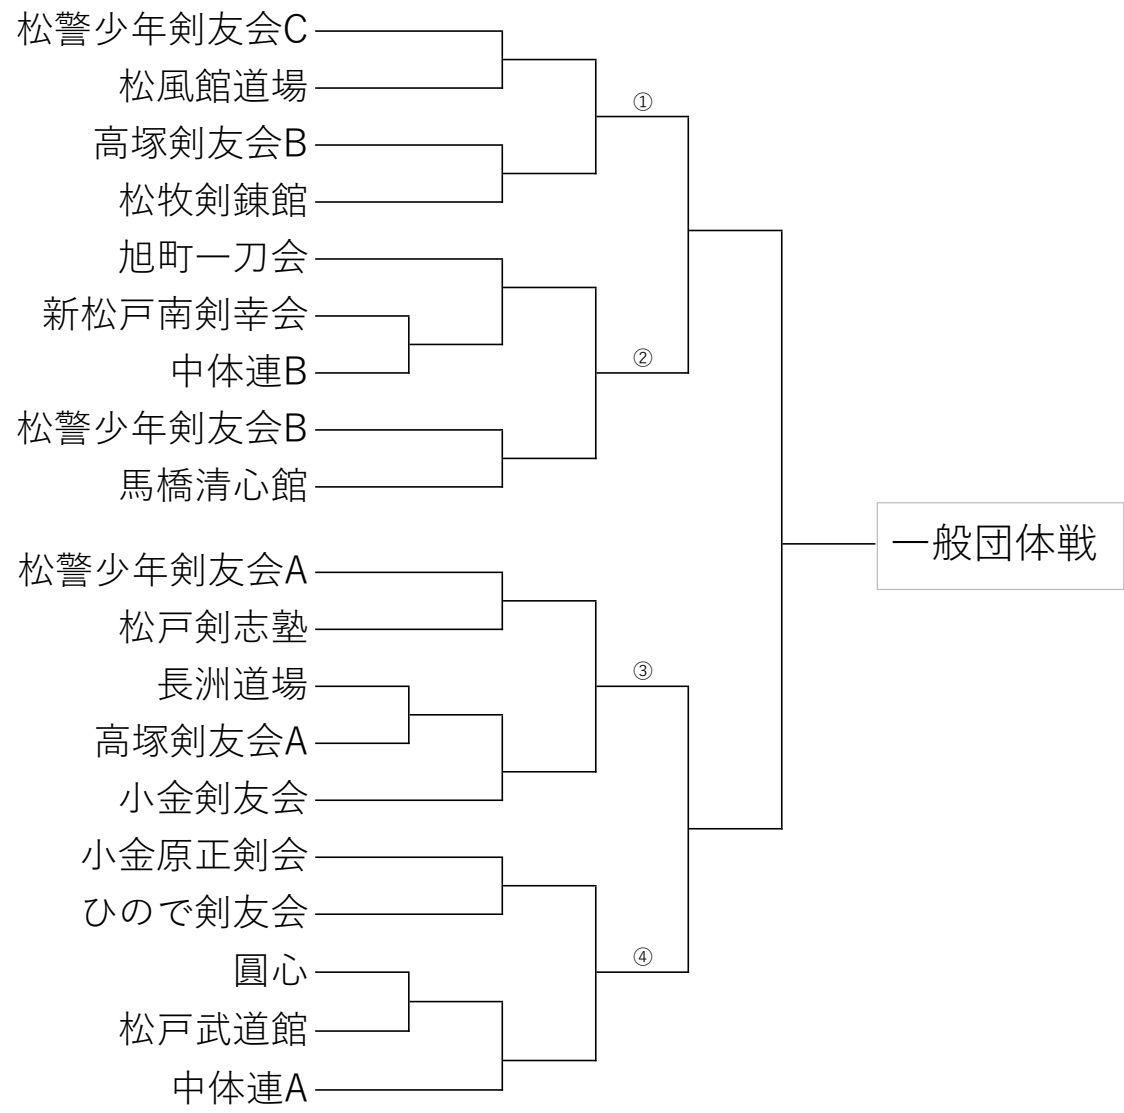 松警少年剣友会C
松風館道場
①
高塚剣友会B
松牧剣錬館
旭町一刀会
新松戸南剣幸会
②
中体連B
松警少年剣友会B
馬橋清心館
一般団体戦
松警少年剣友会A
松戸剣志塾
③
長洲道場
高塚剣友会A
小金剣友会
小金原正剣会
ひので剣友会
④
圓心
松戸武道館
中体連A